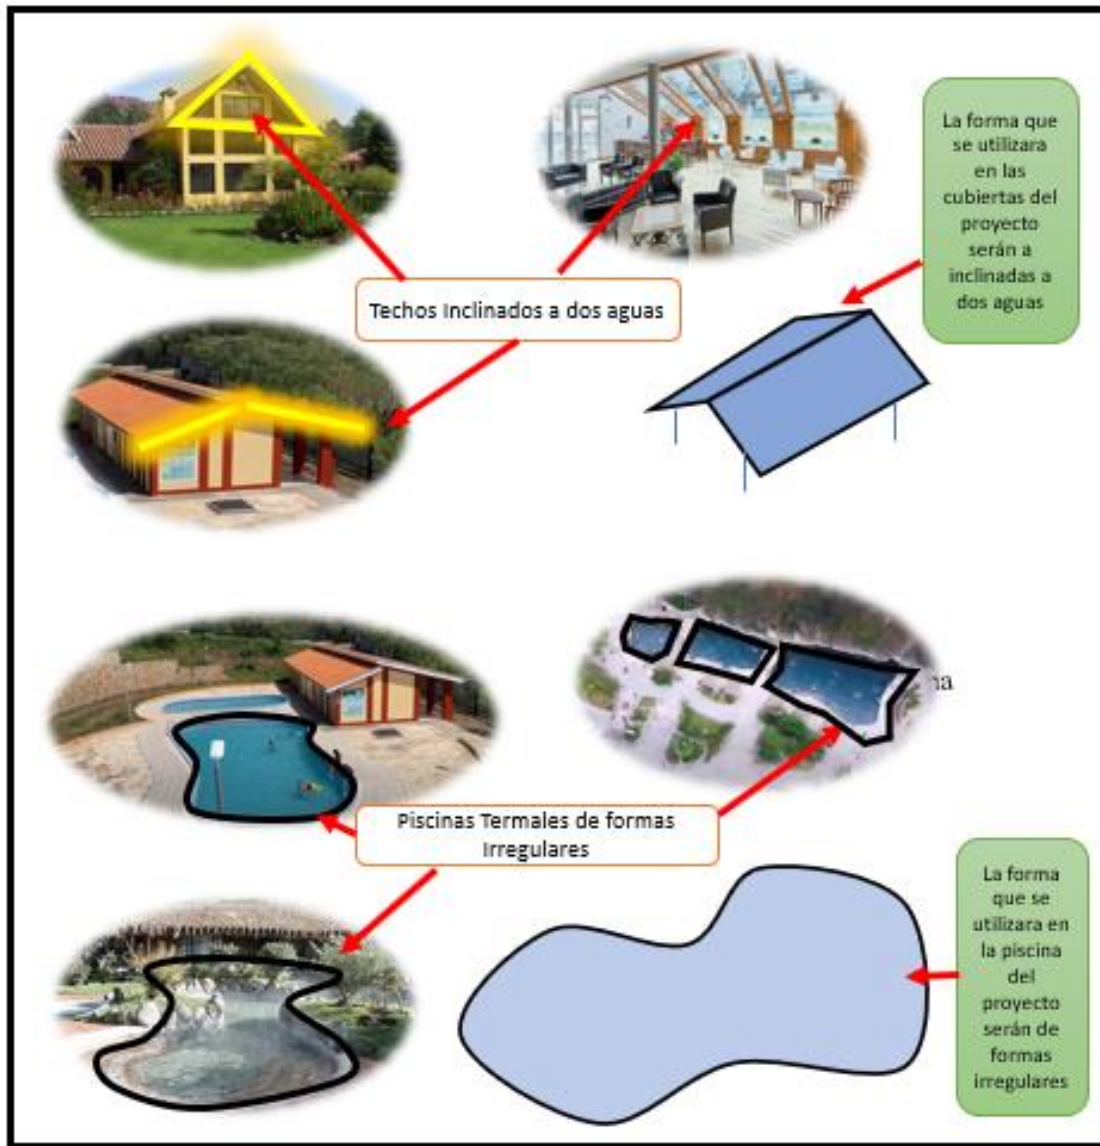 La forma que
se utilizara
en las
cubiertas del
proyecto
serán a
inclinadas a
dos aguas
Techos Inclinados a dos aguas
na
Piscinas Termales de formas
Irregulares
La forma
que se
utilizara en
la piscina
del
proyecto
serán de
formas
irregulares